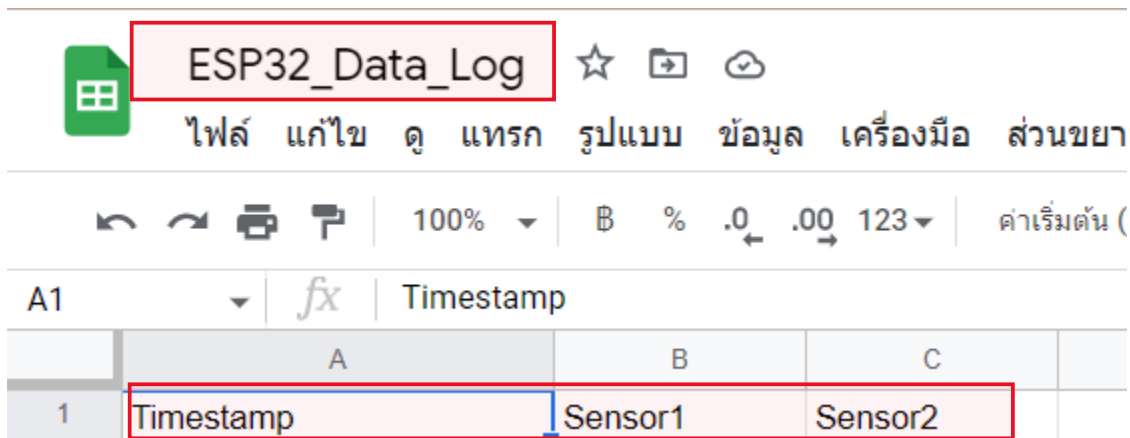 ESP32_Data_Log
ไฟล์ แก้ไข ดู แทรก รูปแบบ ข้อมูล เครื่องมือ ส่วนขยา
100% ฿ % .0 .00 123 ค่าเริ่มต้น (
A1 fx Timestamp
A B C
1 Timestamp Sensor1 Sensor2